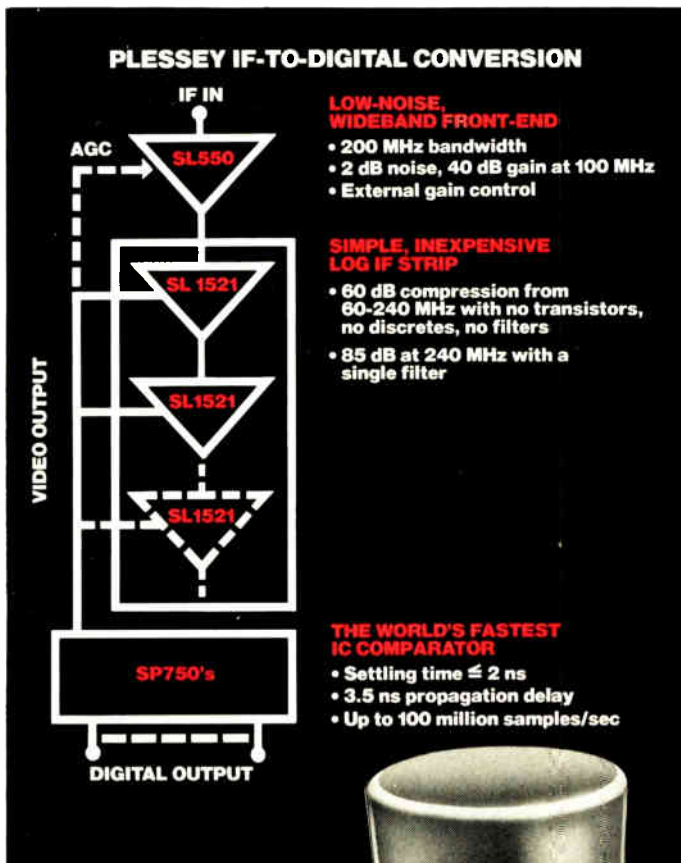 PLESSEY IF-TO-DIGITAL CONVERSION
IF IN
AGC
SL550
SL 1521
SL1521
SL1521
VIDEO OUTPUT
SP750's
DIGITAL OUTPUT
LOW-NOISE,
WIDEBAND FRONT-END
• 200 MHz bandwidth
• 2 dB noise, 40 dB gain at 100 MHz
• External gain control
SIMPLE, INEXPENSIVE
LOG IF STRIP
• 60 dB compression from
60-240 MHz with no transistors,
no discretes, no filters
• 85 dB at 240 MHz with a
single filter
THE WORLD'S FASTEST
IC COMPARATOR
• Settling time ≦ 2 ns
• 3.5 ns propagation delay
• Up to 100 million samples/sec